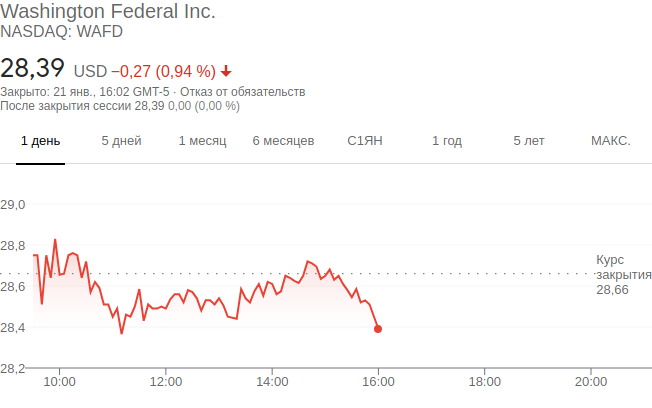 Washington Federal Inc.
NASDAQ: WAFD
28,39 USD −0,27 (0,94 %)
Закрыто: 21 янв., 16:02 GMT-5 · Отказ от обязательств
После закрытия сессии 28,39 0,00 (0,00 %)
1 день 5 дней 1 месяц 6 месяцев С1ЯН 1 год 5 лет МАКС.
29,0
28,8
Курс
закрытия
28,66
28,6
28,4
28,2
10:00 12:00 14:00 16:00 18:00 20:00